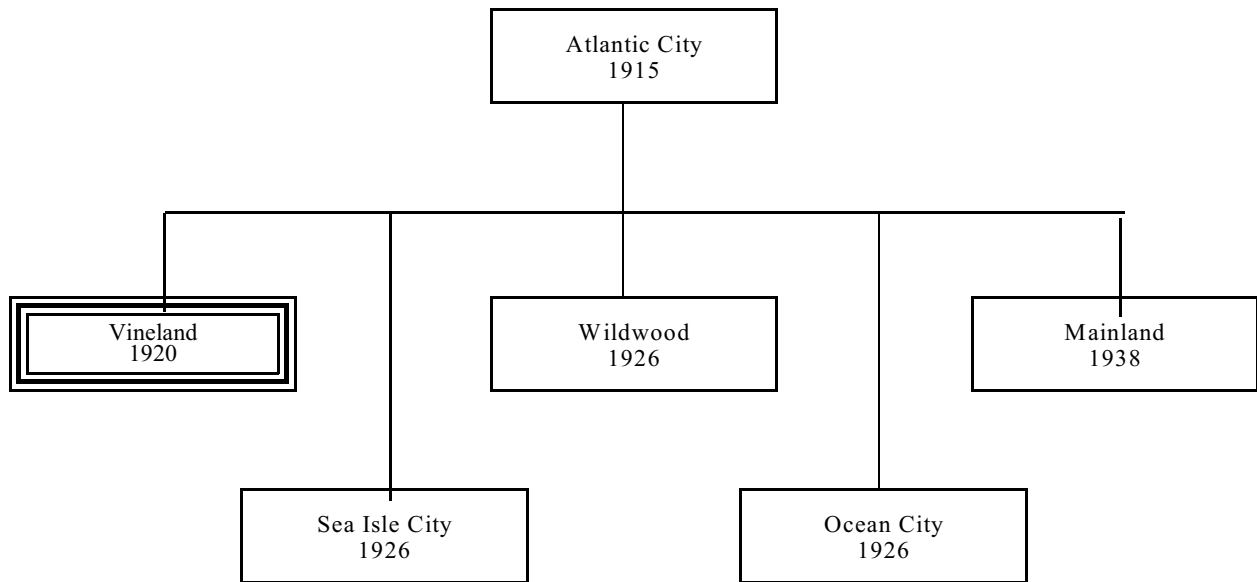 Atlantic City
1915
Vineland
1920
Wildwood
1926
Mainland
1938
Sea Isle City
1926
Ocean City
1926